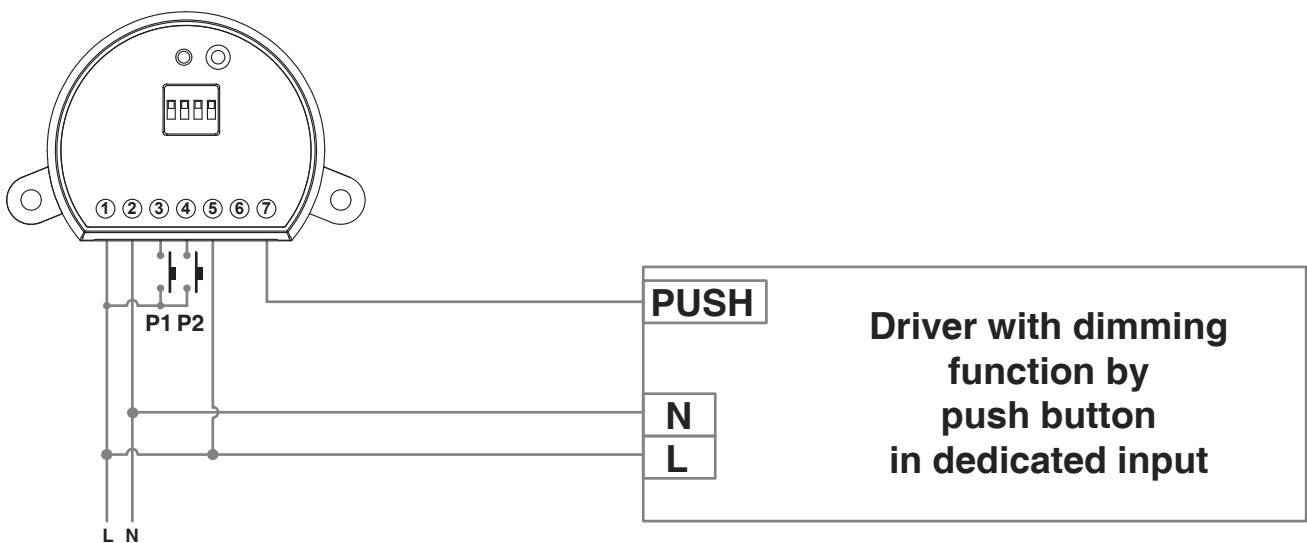 ① ② ③ ④ ⑤ ⑥ ⑦
P1 P2
PUSH
Driver with dimming
function by
push button
in dedicated input
N
L
L N